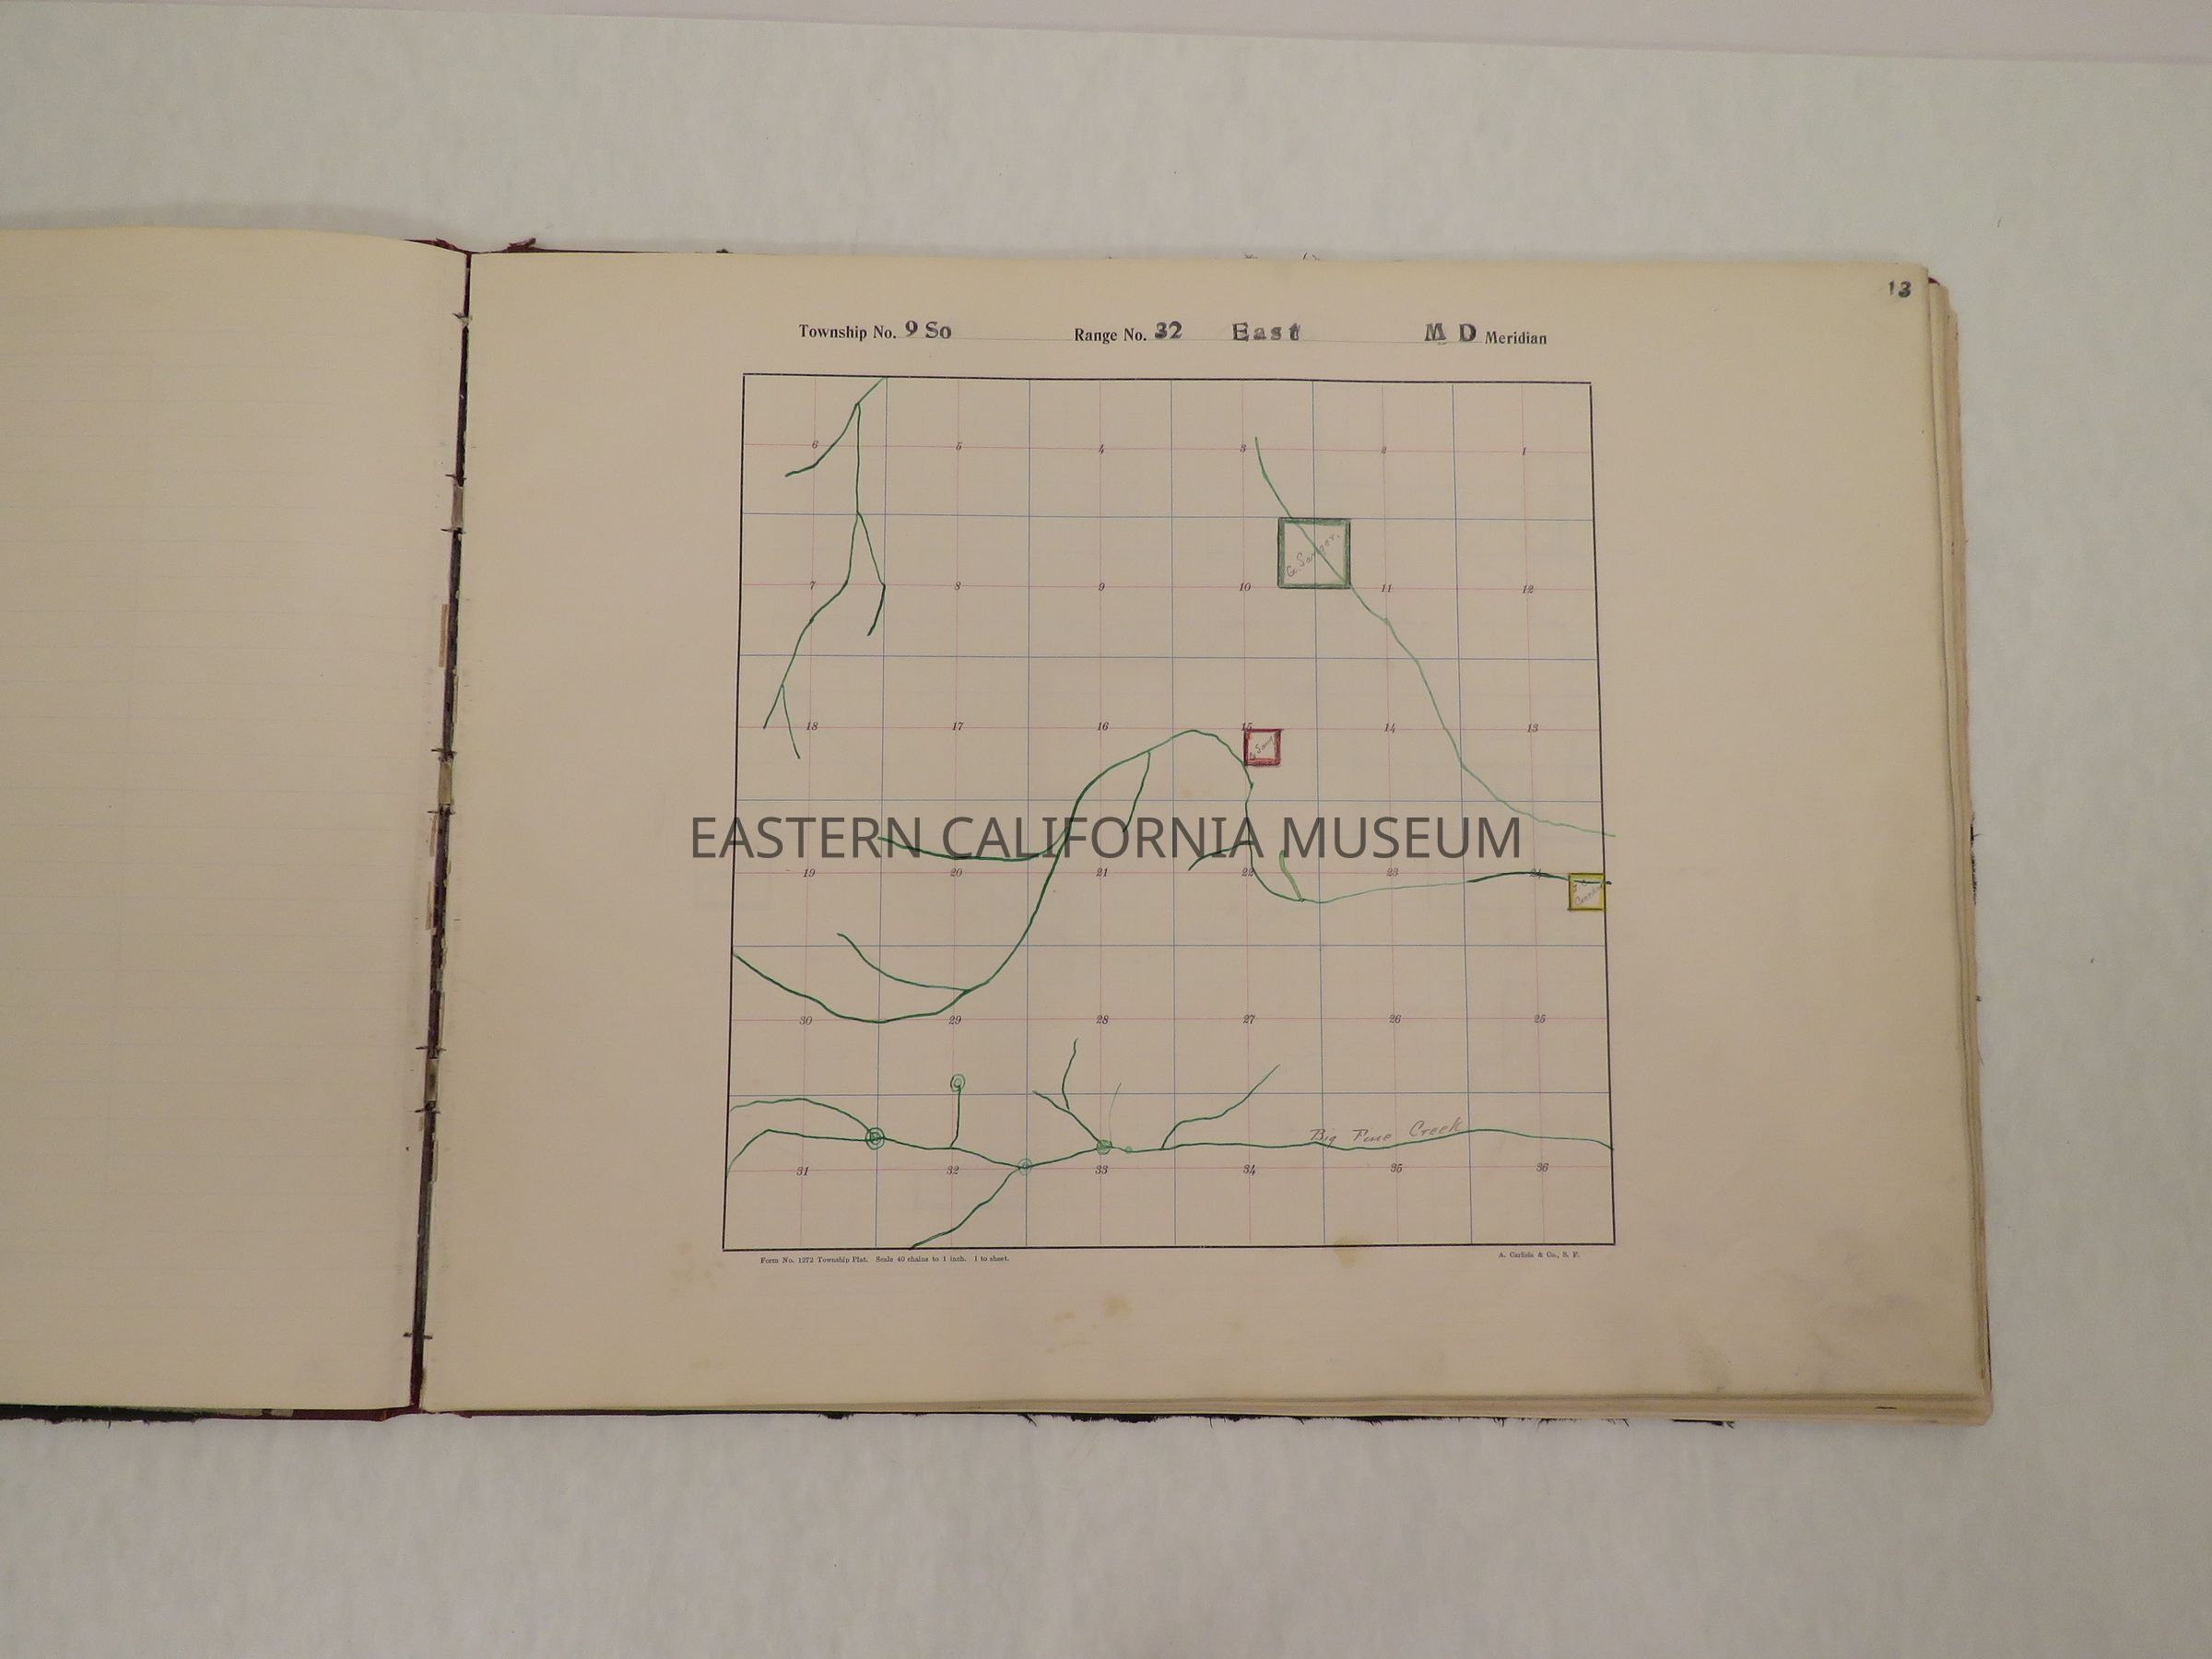 13
Township No. 9 So Range No. 32 East M D Meridian
6 5 4 3 2 1
G. Sanger.
7 8 9 10 11 12
18 17 16 15 14 13
EASTERN CALIFORNIA MUSEUM
19 20 21 22 23 24
30 29 28 27 26 25
Big Pine Creek
31 32 33 34 35 36
Form No. 1272 Township Plat. Scale 40 chains to 1 inch. 1 to sheet.
A. Carlisle & Co., S. F.